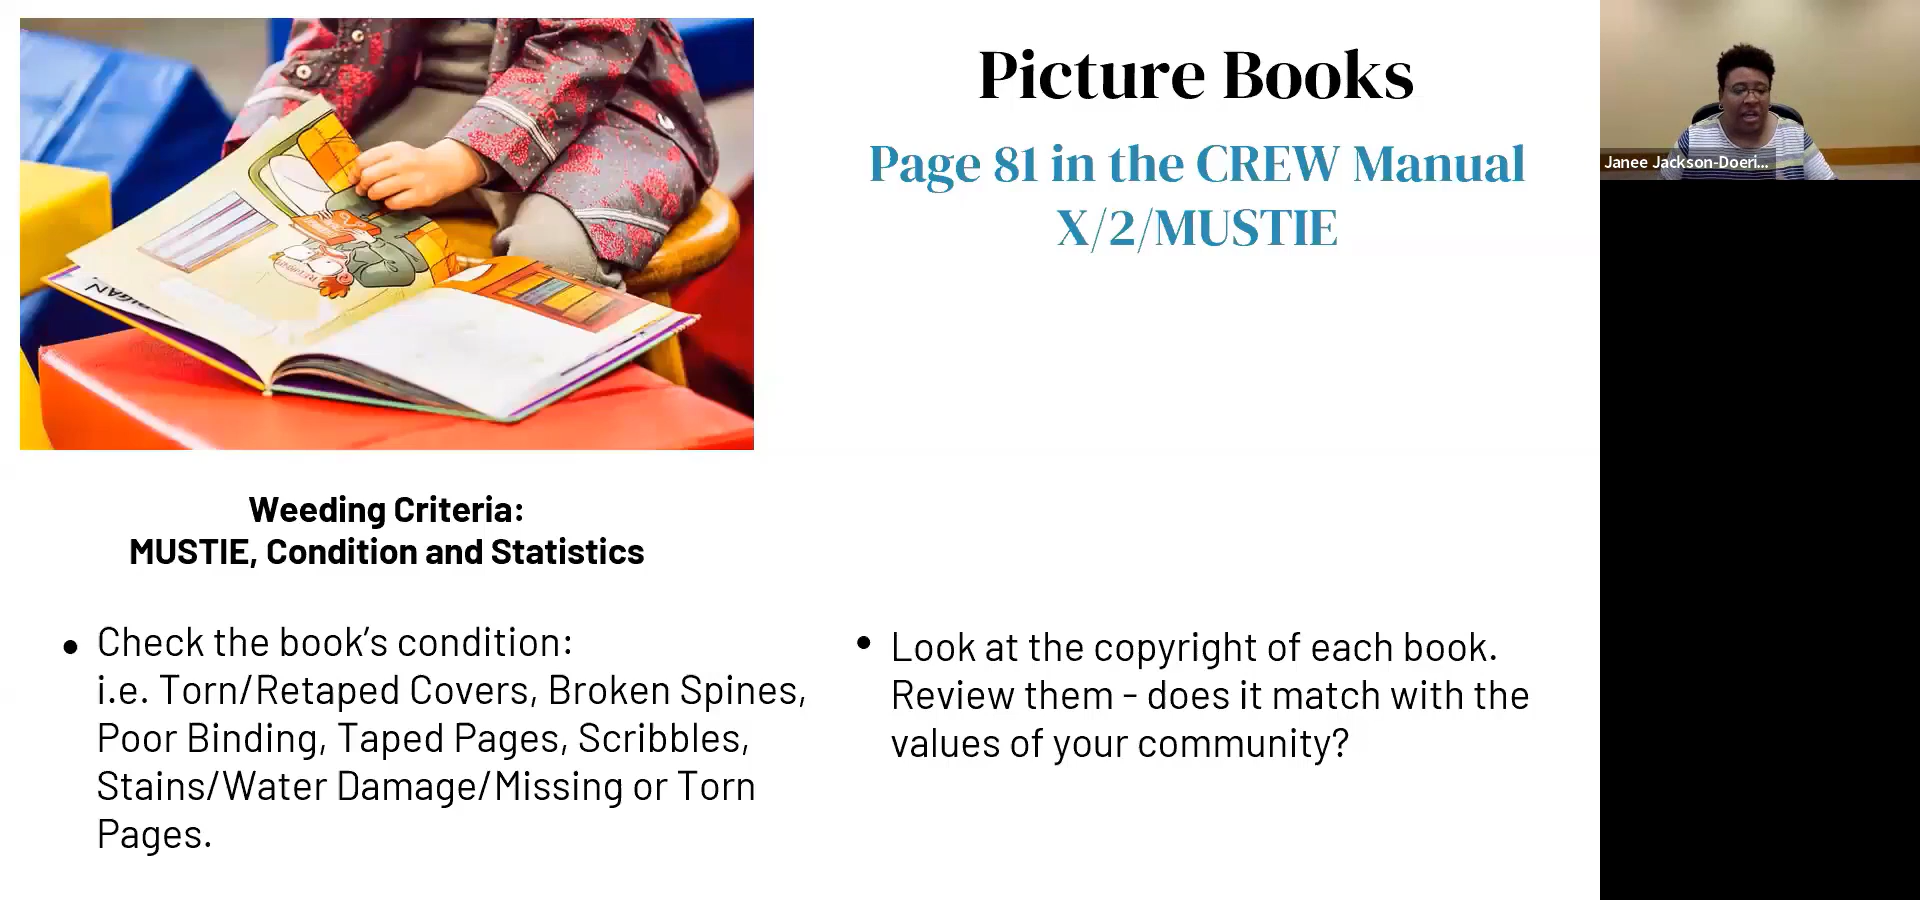 Picture Books
Page 81 in the CREW Manual
X/2/MUSTIE
Janee Jackson-Doeri...
Weeding Criteria:
MUSTIE, Condition and Statistics
• Check the book’s condition:
i.e. Torn/Retaped Covers, Broken Spines,
Poor Binding, Taped Pages, Scribbles,
Stains/Water Damage/Missing or Torn
Pages.
• Look at the copyright of each book.
Review them - does it match with the
values of your community?